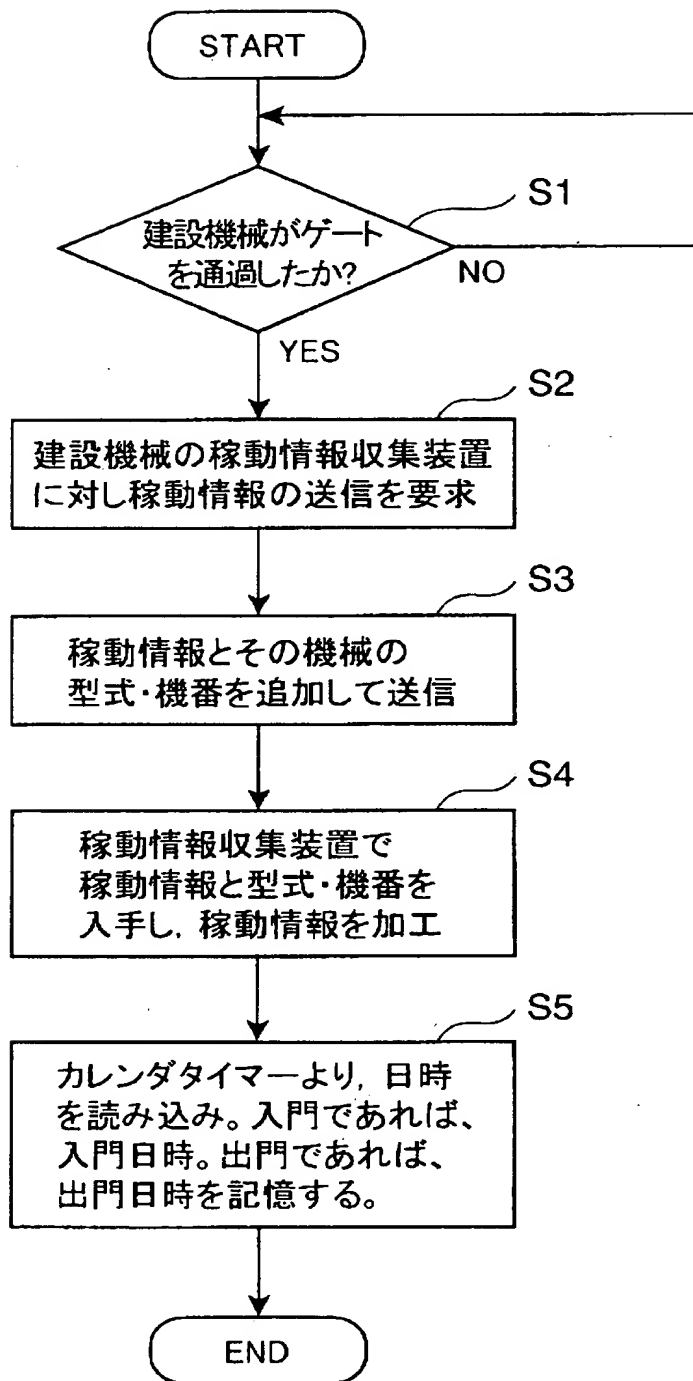 START
S1
建設機械がゲート
を通過したか?
NO
YES
S2
建設機械の稼動情報収集装置
に対し稼動情報の送信を要求
S3
稼動情報とその機械の
型式・機番を追加して送信
S4
稼動情報収集装置で
稼動情報と型式・機番を
入手し, 稼動情報を加工
S5
カレンダタイマーより, 日時
を読み込み。入門であれば、
入門日時。出門であれば、
出門日時を記憶する。
END